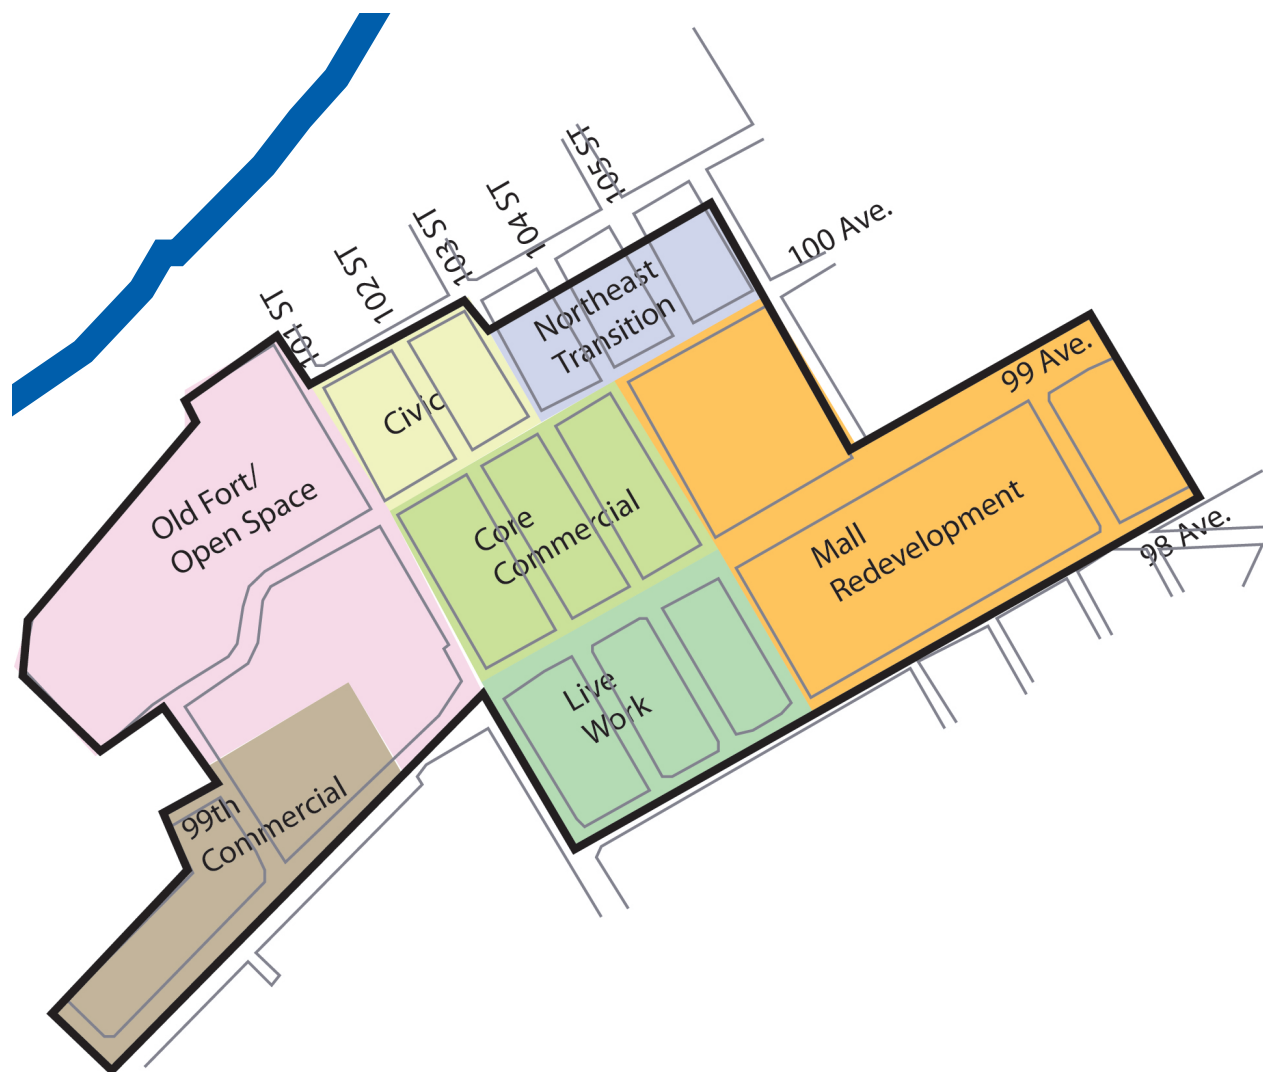 105 ST
104 ST
103 ST
102 ST
101 ST
100 Ave.
99 Ave.
98 Ave.
Northeast
Transition
Civic
Old Fort/
Open Space
Core
Commercial
Mall
Redevelopment
Live
Work
99th
Commercial